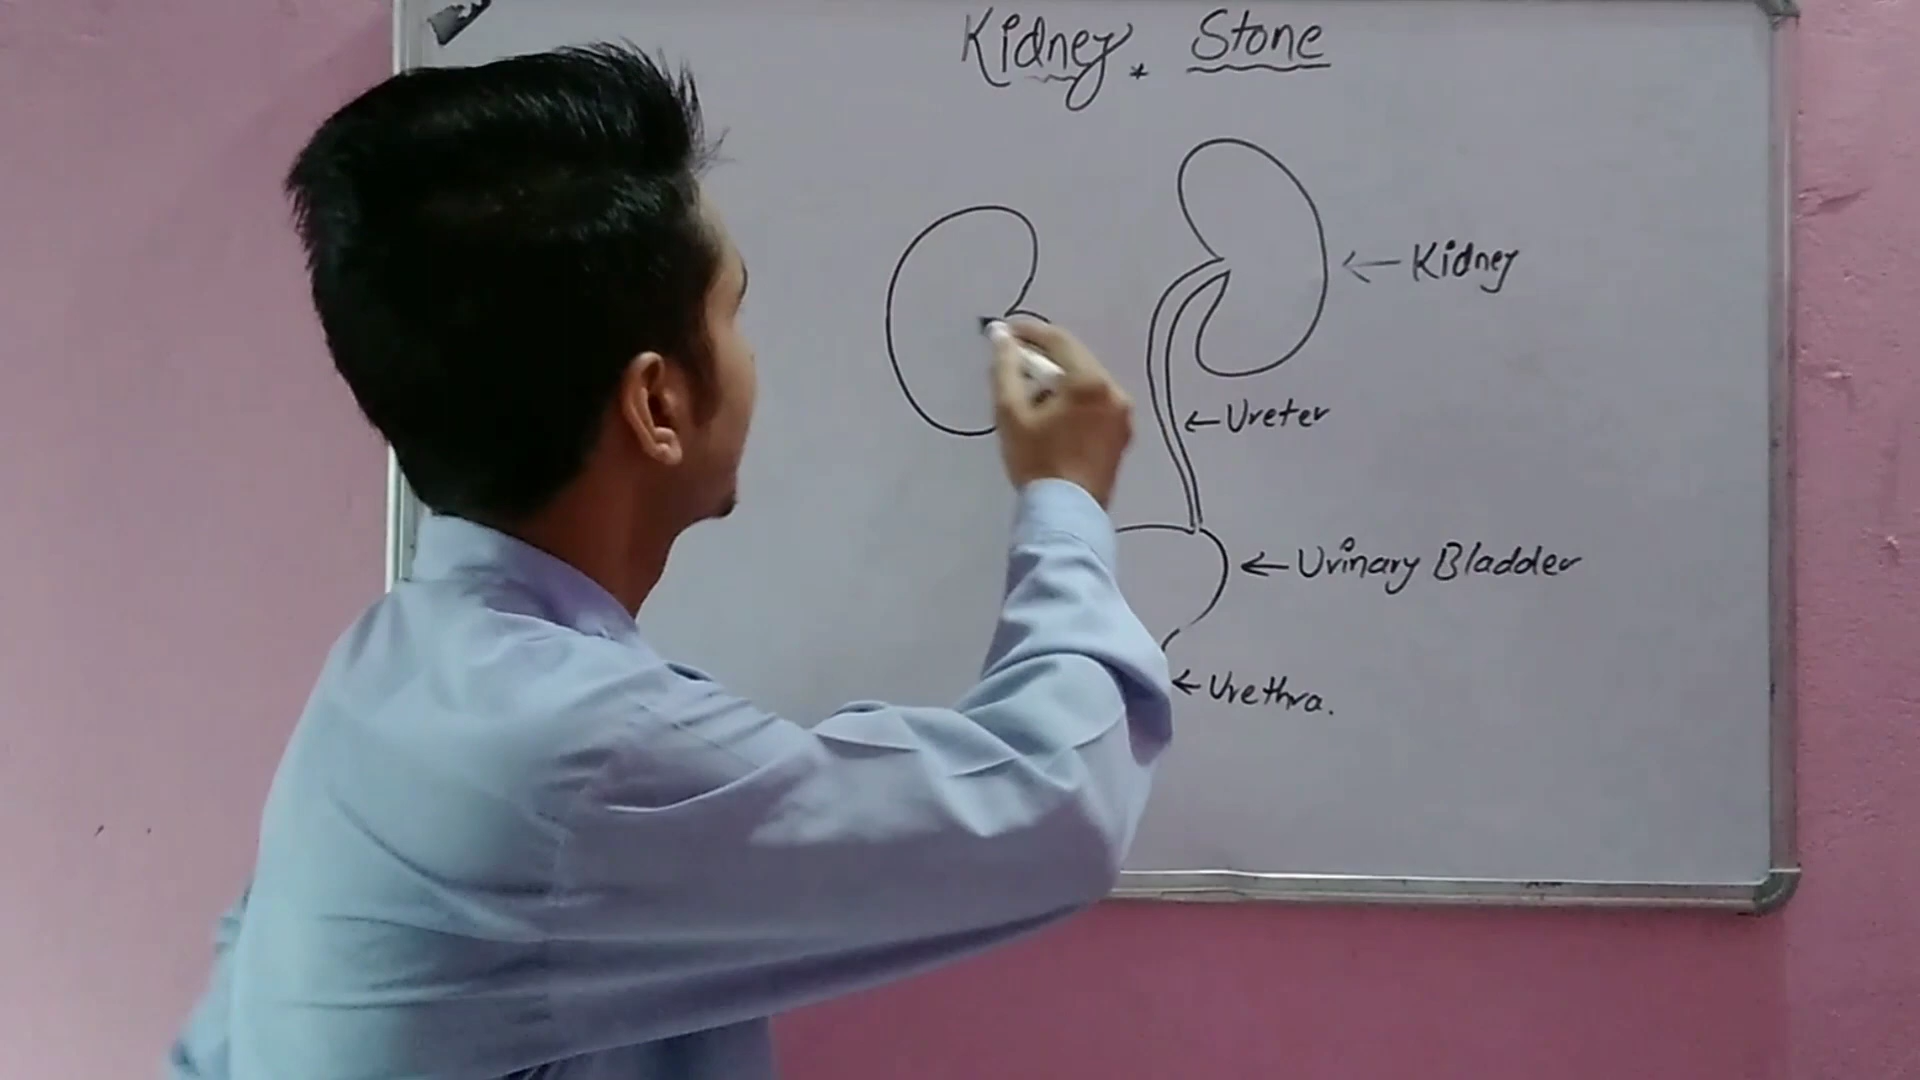 Kidney Stone
Kidney
Ureter
Urinary Bladder
Urethra.